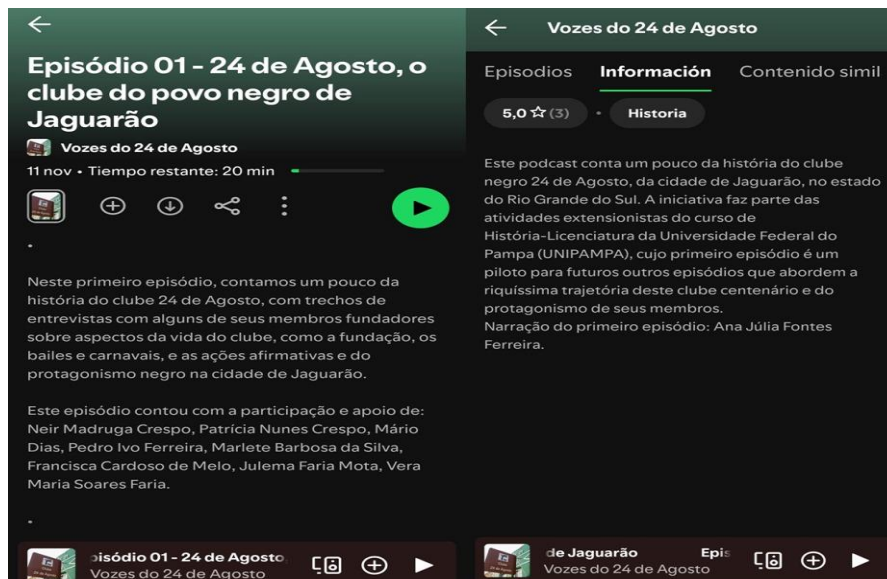 Episódio 01 - 24 de Agosto, o
clube do povo negro de
Jaguarão
Vozes do 24 de Agosto
11 nov • Tiempo restante: 20 min
Neste primeiro episódio, contamos um pouco da
história do clube 24 de Agosto, com trechos de
entrevistas com alguns de seus membros fundadores
sobre aspectos da vida do clube, como a fundação, os
bailes e carnavais, e as ações afirmativas e do
protagonismo negro na cidade de Jaguarão.
Este episódio contou com a participação e apoio de:
Neir Madruga Crespo, Patrícia Nunes Crespo, Mário
Dias, Pedro Ivo Ferreira, Marlete Barbosa da Silva,
Francisca Cardoso de Melo, Julema Faria Mota, Vera
Maria Soares Faria.
isódio 01 - 24 de Agosto
Vozes do 24 de Agosto
Vozes do 24 de Agosto
Episodios Información Contenido simil
5,0 ☆ (3) • Historia
Este podcast conta um pouco da história do clube
negro 24 de Agosto, da cidade de Jaguarão, no estado
do Rio Grande do Sul. A iniciativa faz parte das
atividades extensionistas do curso de
História-Licenciatura da Universidade Federal do
Pampa (UNIPAMPA), cujo primeiro episódio é um
piloto para futuros outros episódios que abordem a
riquíssima trajetória deste clube centenário e do
protagonismo de seus membros.
Narração do primeiro episódio: Ana Júlia Fontes
Ferreira.
de Jaguarão Epis
Vozes do 24 de Agosto